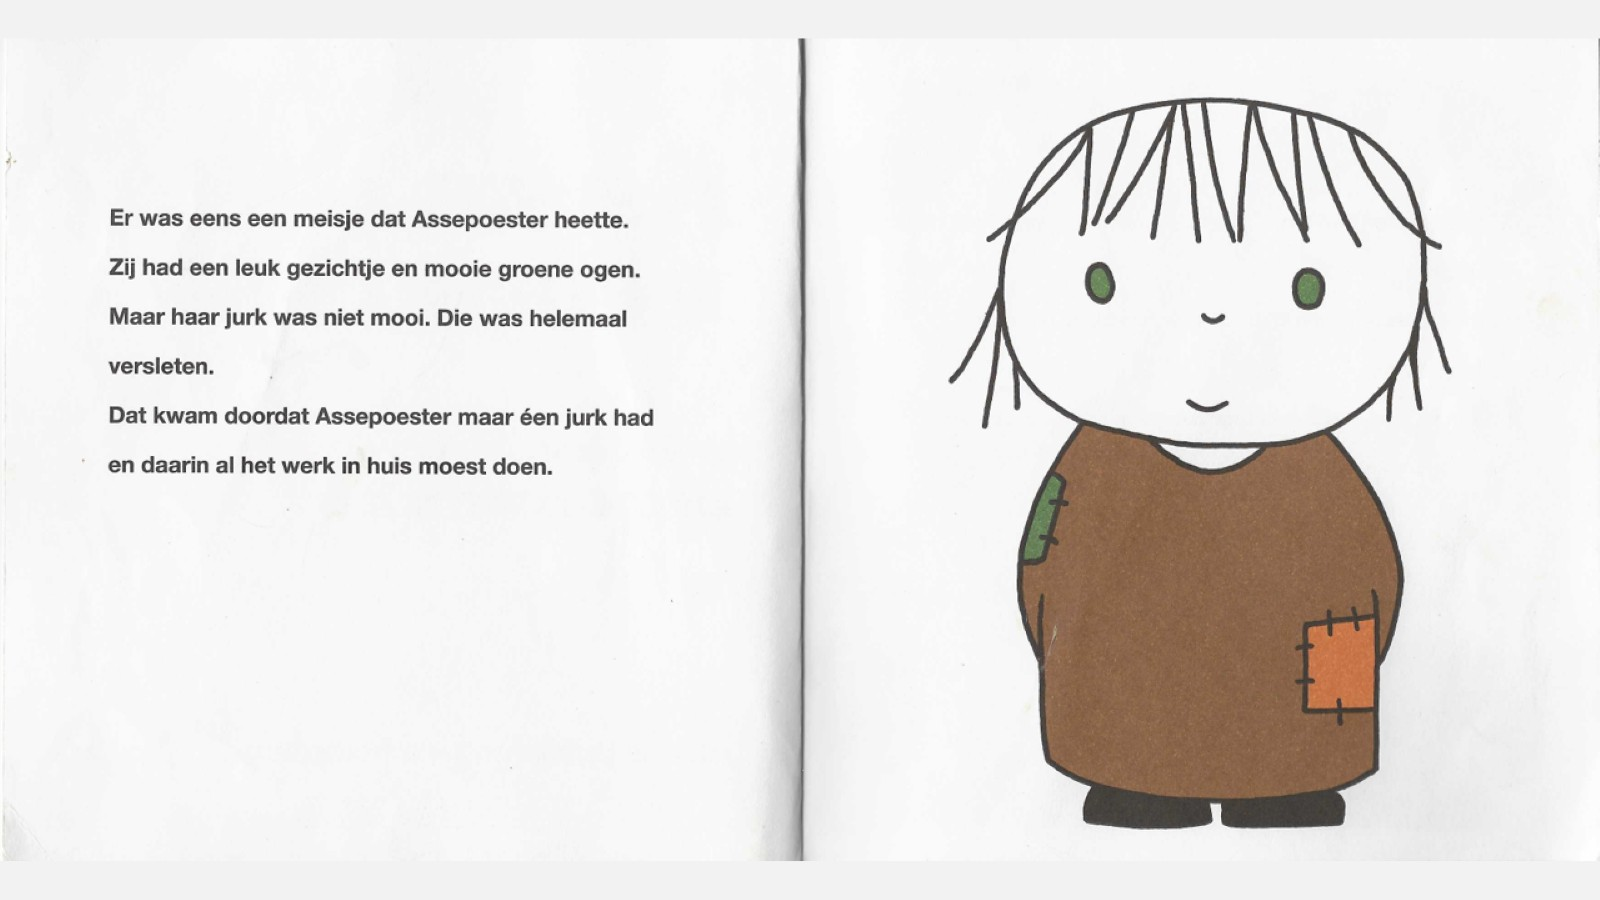 Er was eens een meisje dat Assepoester heette.
Zij had een leuk gezichtje en mooie groene ogen.
Maar haar jurk was niet mooi. Die was helemaal
versleten.
Dat kwam doordat Assepoester maar éen jurk had
en daarin al het werk in huis moest doen.